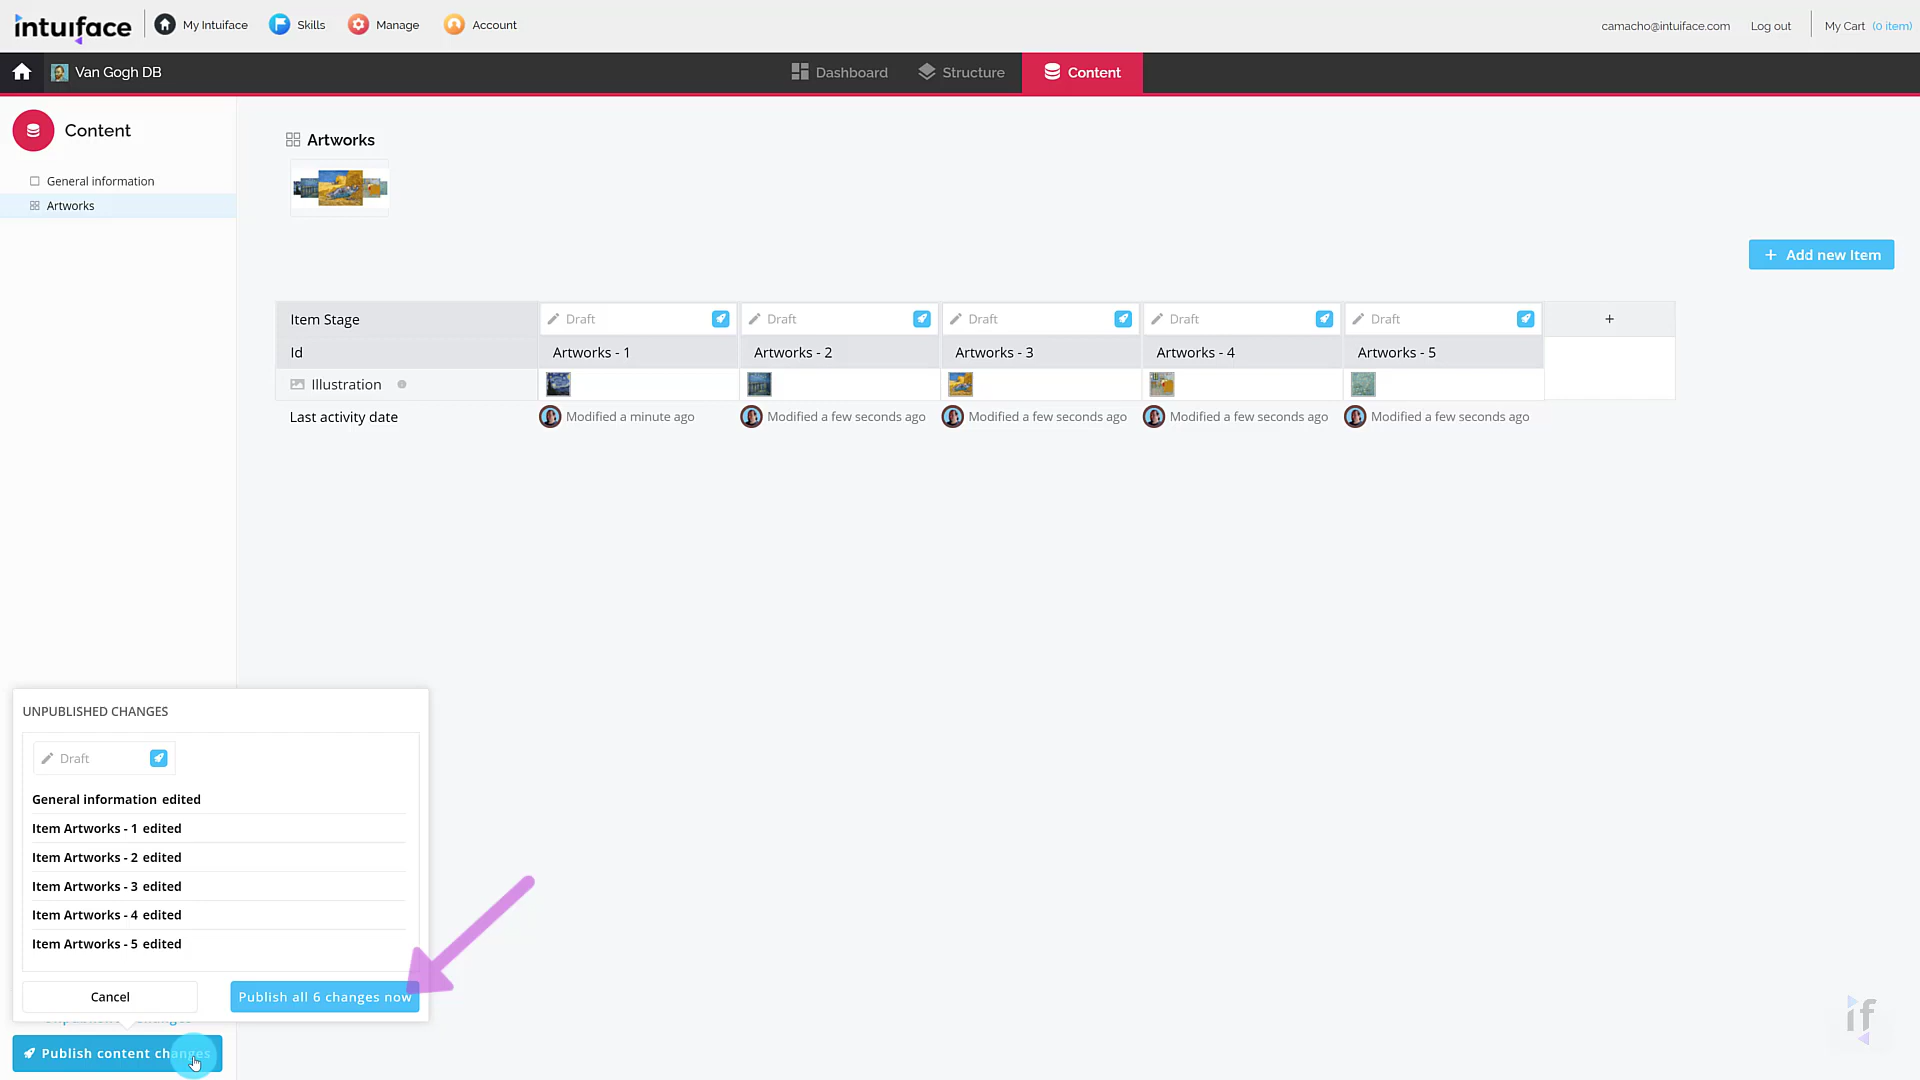 intuiface
My Intuiface Skills Manage Account
camacho@intuiface.com Log out My Cart (0 item)
Van Gogh DB
Dashboard Structure Content
Content
General information
Artworks
Artworks
+ Add new Item
Item Stage Draft Draft Draft Draft Draft +
Id Artworks - 1 Artworks - 2 Artworks - 3 Artworks - 4 Artworks - 5
Illustration
Last activity date Modified a minute ago Modified a few seconds ago Modified a few seconds ago Modified a few seconds ago Modified a few seconds ago
UNPUBLISHED CHANGES
Draft
General information edited
Item Artworks - 1 edited
Item Artworks - 2 edited
Item Artworks - 3 edited
Item Artworks - 4 edited
Item Artworks - 5 edited
Cancel Publish all 6 changes now
Publish content changes
if